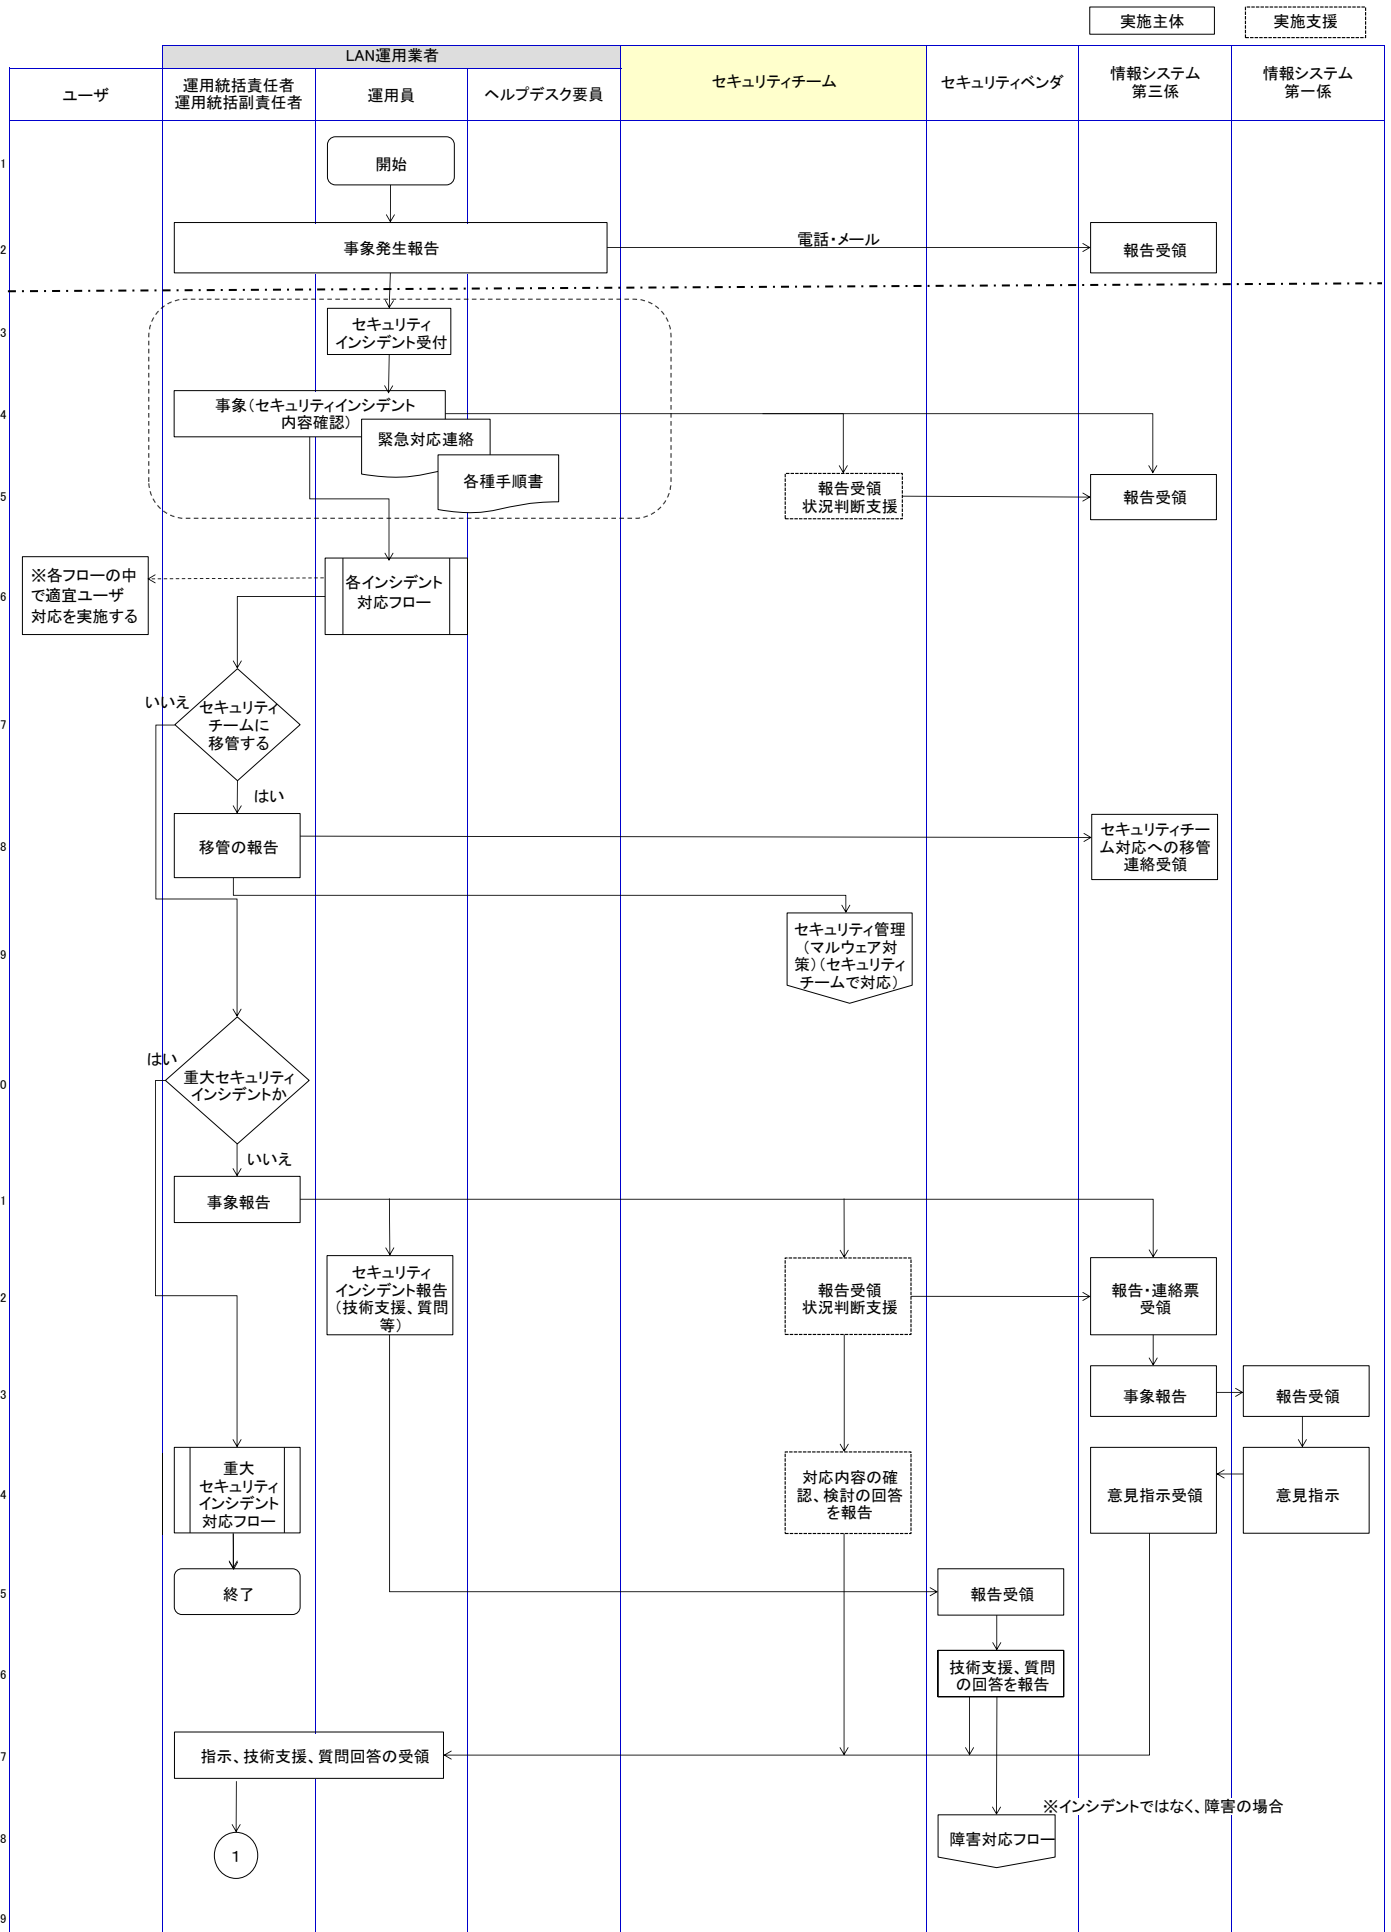 実施主体
実施支援
LAN運用業者
ユーザ
運用統括責任者
運用統括副責任者
運用員
ヘルプデスク要員
セキュリティチーム
セキュリティベンダ
情報システム
第三係
情報システム
第一係
1
開始
2
事象発生報告
電話・メール
報告受領
3
セキュリティ
インシデント受付
4
事象（セキュリティインシデント
内容確認）
緊急対応連絡
各種手順書
5
報告受領
状況判断支援
報告受領
6
※各フローの中
で適宜ユーザ
対応を実施する
各インシデント
対応フロー
7
いいえ
セキュリティ
チームに
移管する
はい
8
移管の報告
セキュリティチー
ム対応への移管
連絡受領
9
セキュリティ管理
（マルウェア対
策）（セキュリティ
チームで対応）
0
はい
重大セキュリティ
インシデントか
いいえ
1
事象報告
2
セキュリティ
インシデント報告
（技術支援、質問
等）
報告受領
状況判断支援
報告・連絡票
受領
3
事象報告
報告受領
4
重大
セキュリティ
インシデント
対応フロー
対応内容の確
認、検討の回答
を報告
意見指示受領
意見指示
5
終了
報告受領
6
技術支援、質問
の回答を報告
7
指示、技術支援、質問回答の受領
※インシデントではなく、障害の場合
8
1
障害対応フロー
9